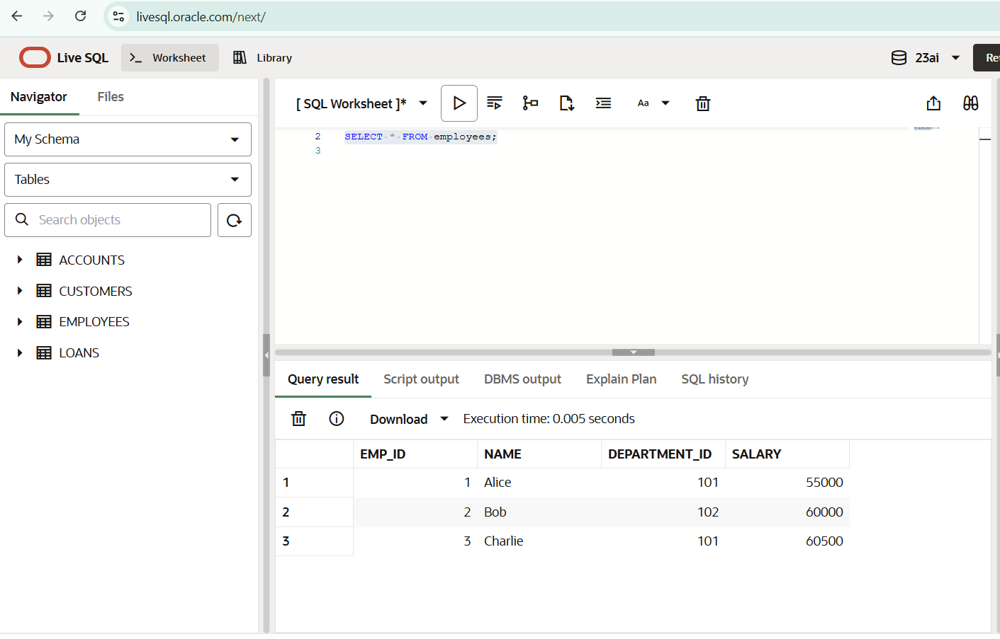 livesql.oracle.com/next/
Live SQL
Worksheet
Library
23ai
Navigator
Files
My Schema
Tables
Search objects
ACCOUNTS
CUSTOMERS
EMPLOYEES
LOANS
[ SQL Worksheet ]*
Aa
2 SELECT * FROM employees;
3
Query result Script output DBMS output Explain Plan SQL history
Download Execution time: 0.005 seconds
EMP_ID NAME DEPARTMENT_ID SALARY
1 1 Alice 101 55000
2 2 Bob 102 60000
3 3 Charlie 101 60500